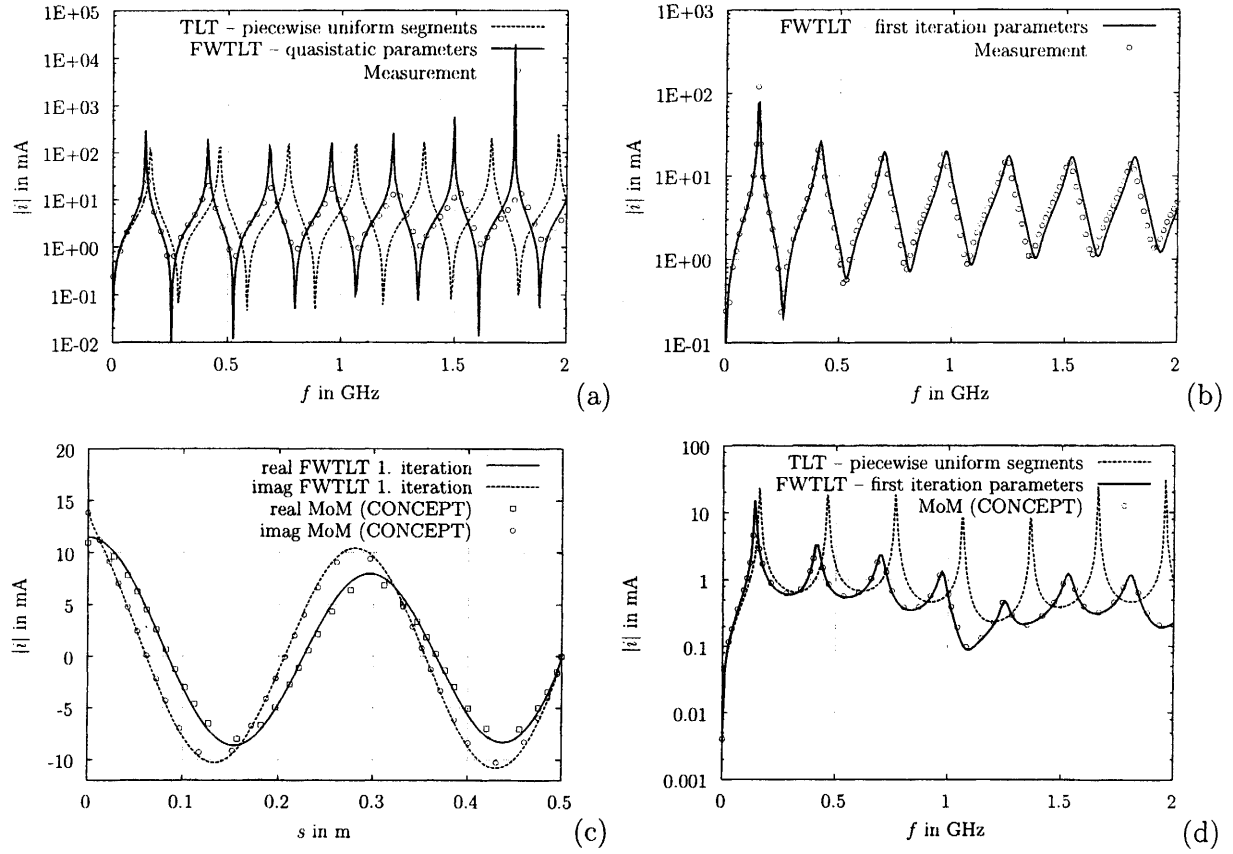 TLT – piecewise uniform segments
FWTLT – quasistatic parameters
Measurement
1E+05
1E+04
1E+03
1E+02
1E+01
1E+00
1E-01
1E-02
|i| in mA
0 0.5 1 1.5 2
f in GHz
(a)
FWTLT – first iteration parameters
Measurement
1E+03
1E+02
1E+01
1E+00
1E-01
|i| in mA
0 0.5 1 1.5 2
f in GHz
(b)
real FWTLT 1. iteration
imag FWTLT 1. iteration
real MoM (CONCEPT)
imag MoM (CONCEPT)
20
15
10
5
0
-5
-10
|i| in mA
0 0.1 0.2 0.3 0.4 0.5
s in m
(c)
TLT – piecewise uniform segments
FWTLT – first iteration parameters
MoM (CONCEPT)
100
10
1
0.1
0.01
0.001
|i| in mA
0 0.5 1 1.5 2
f in GHz
(d)